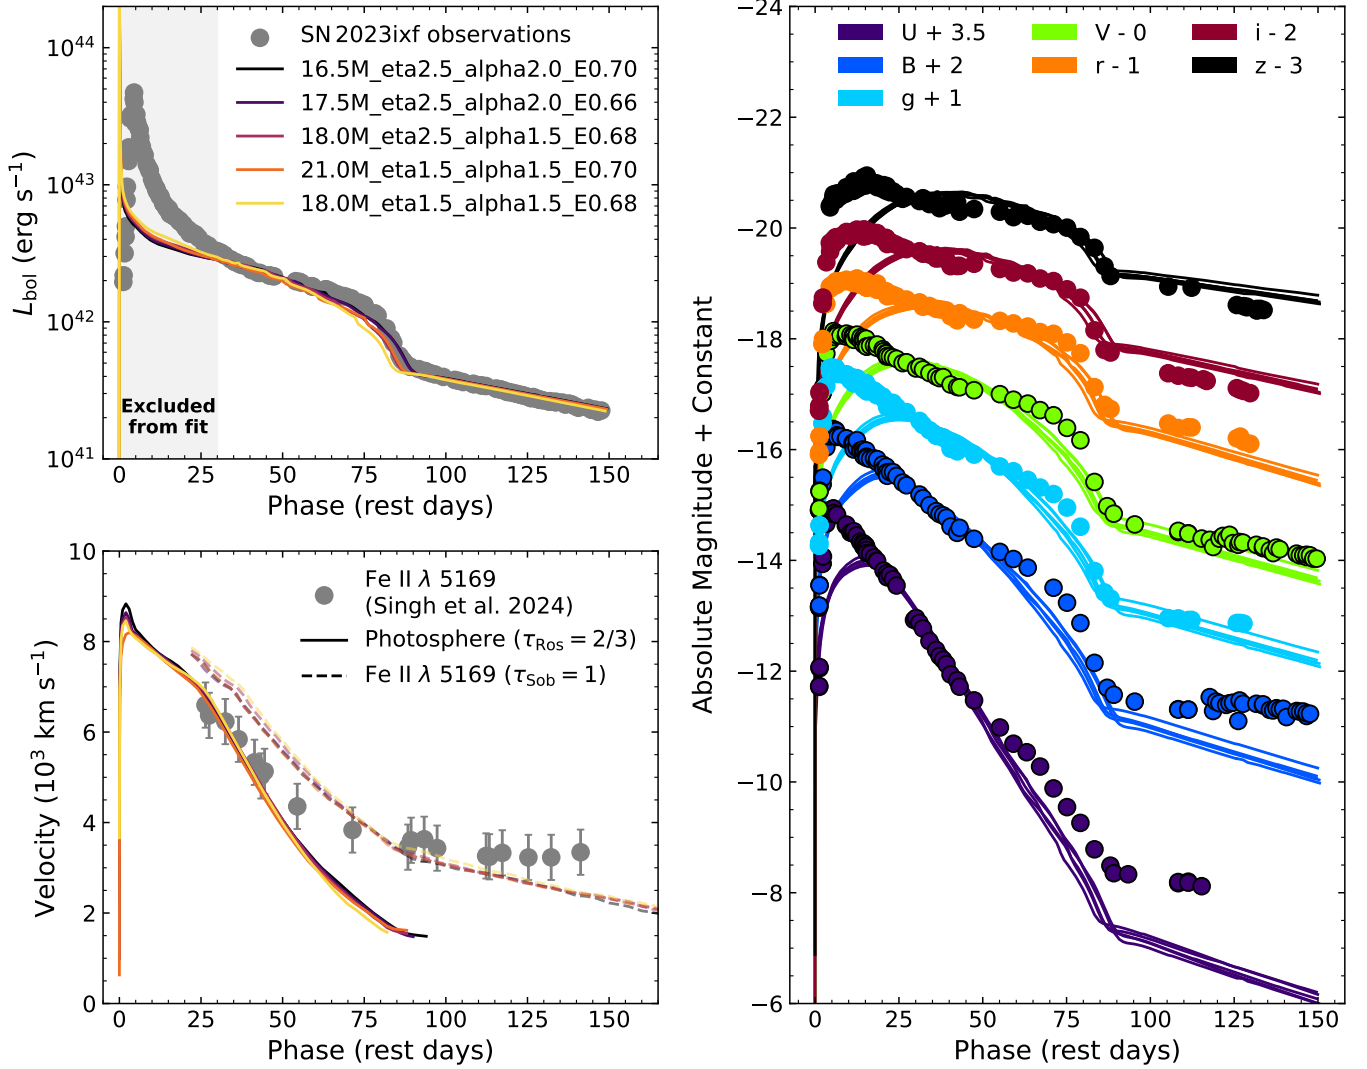 10^44
10^43
10^42
10^41
L_bol (erg s^−1)
SN 2023ixf observations
16.5M_eta2.5_alpha2.0_E0.70
17.5M_eta2.5_alpha2.0_E0.66
18.0M_eta2.5_alpha1.5_E0.68
21.0M_eta1.5_alpha1.5_E0.70
18.0M_eta1.5_alpha1.5_E0.68
Excluded
from fit
0 25 50 75 100 125 150
Phase (rest days)
10
8
6
4
2
0
Velocity (10^3 km s^−1)
Fe II λ 5169
(Singh et al. 2024)
Photosphere (τ_Ros = 2/3)
Fe II λ 5169 (τ_Sob = 1)
0 25 50 75 100 125 150
Phase (rest days)
−24
−22
−20
−18
−16
−14
−12
−10
−8
−6
Absolute Magnitude + Constant
U + 3.5
B + 2
g + 1
V - 0
r - 1
i - 2
z - 3
0 25 50 75 100 125 150
Phase (rest days)